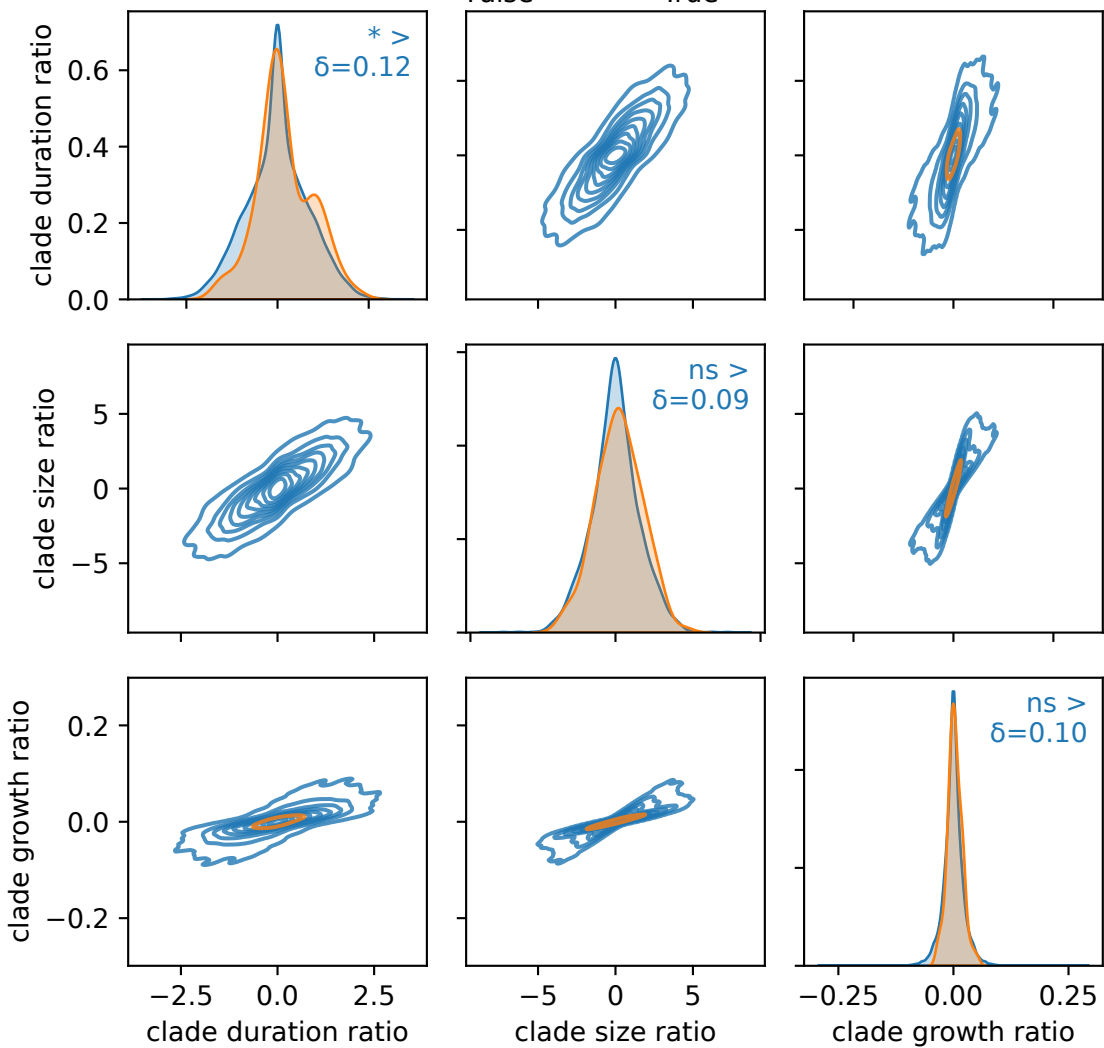 clade duration ratio
0.6
0.4
0.2
0.0
* >
δ=0.12
clade size ratio
5
0
−5
ns >
δ=0.09
clade growth ratio
0.2
0.0
−0.2
ns >
δ=0.10
−2.5 0.0 2.5
−5 0 5
−0.25 0.00 0.25
clade duration ratio
clade size ratio
clade growth ratio